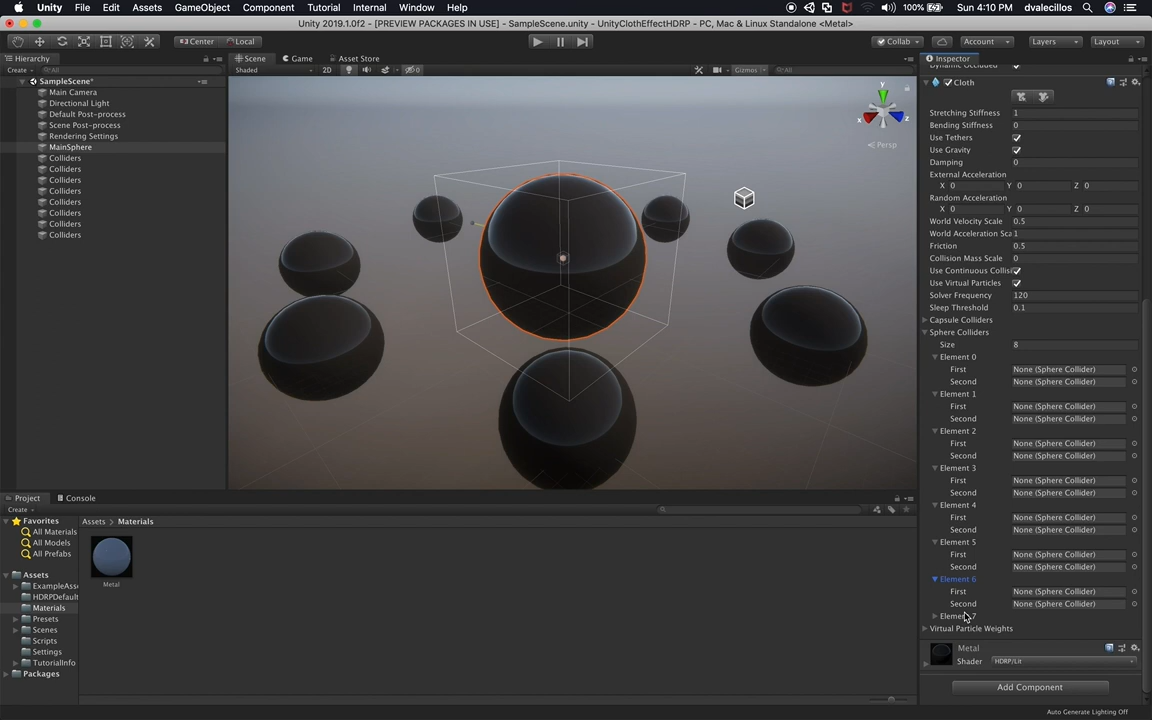 Unity File Edit Assets GameObject Component Tutorial Internal Window Help 100% Sun 4:10 PM dvalecillos
Unity 2019.1.0f2 - [PREVIEW PACKAGES IN USE] - SampleScene.unity - UnityClothEffectHDRP - PC, Mac & Linux Standalone <Metal>
Center Local Collab Account Layers Layout
Hierarchy
Create All
SampleScene*
Main Camera
Directional Light
Default Post-process
Scene Post-process
Rendering Settings
MainSphere
Colliders
Colliders
Colliders
Colliders
Colliders
Colliders
Colliders
Colliders
Scene Game Asset Store
Shaded 2D 0 Gizmos All
y
x z
Persp
Inspector
Dynamic Occluded
Cloth
Stretching Stiffness 1
Bending Stiffness 0
Use Tethers
Use Gravity
Damping 0
External Acceleration
X 0 Y 0 Z 0
Random Acceleration
X 0 Y 0 Z 0
World Velocity Scale 0.5
World Acceleration Sca 1
Friction 0.5
Collision Mass Scale 0
Use Continuous Collisi
Use Virtual Particles
Solver Frequency 120
Sleep Threshold 0.1
Capsule Colliders
Sphere Colliders
Size 8
Element 0
First None (Sphere Collider)
Second None (Sphere Collider)
Element 1
First None (Sphere Collider)
Second None (Sphere Collider)
Element 2
First None (Sphere Collider)
Second None (Sphere Collider)
Element 3
First None (Sphere Collider)
Second None (Sphere Collider)
Element 4
First None (Sphere Collider)
Second None (Sphere Collider)
Element 5
First None (Sphere Collider)
Second None (Sphere Collider)
Element 6
First None (Sphere Collider)
Second None (Sphere Collider)
Element 7
Virtual Particle Weights
Metal
Shader HDRP/Lit
Add Component
Project Console
Create
Favorites
All Materials
All Models
All Prefabs
Assets
ExampleAsse
HDRPDefault
Materials
Presets
Scenes
Scripts
Settings
TutorialInfo
Packages
Assets Materials
Metal
Auto Generate Lighting Off